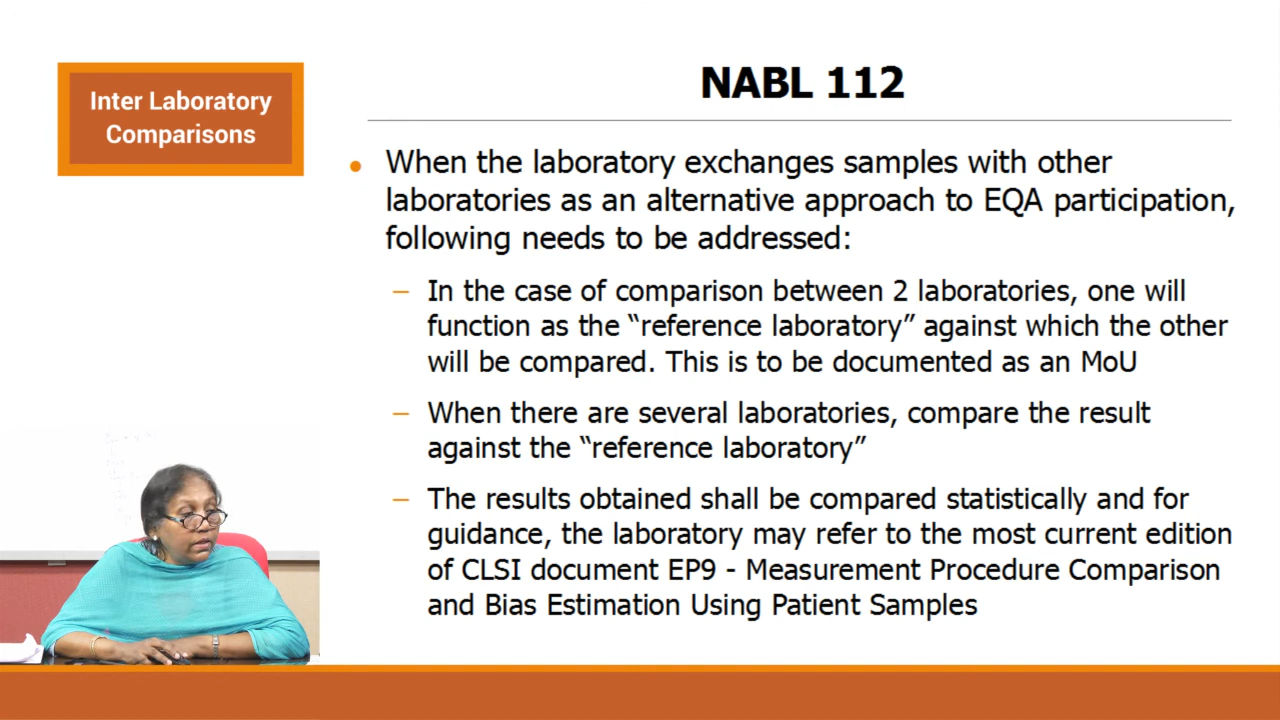 Inter Laboratory
Comparisons
NABL 112
• When the laboratory exchanges samples with other
laboratories as an alternative approach to EQA participation,
following needs to be addressed:
– In the case of comparison between 2 laboratories, one will
function as the “reference laboratory” against which the other
will be compared. This is to be documented as an MoU
– When there are several laboratories, compare the result
against the “reference laboratory”
– The results obtained shall be compared statistically and for
guidance, the laboratory may refer to the most current edition
of CLSI document EP9 - Measurement Procedure Comparison
and Bias Estimation Using Patient Samples